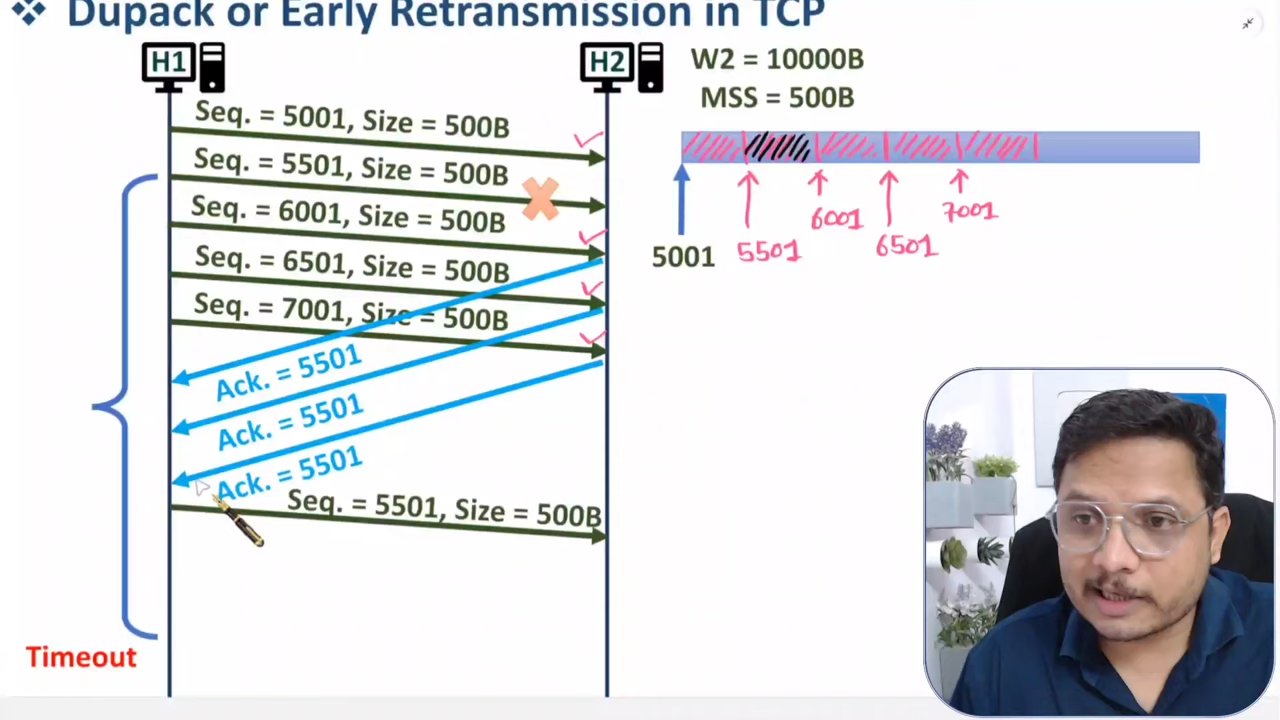 ❖ Dupack or Early Retransmission in TCP
H1
H2
W2 = 10000B
MSS = 500B
Seq. = 5001, Size = 500B
Seq. = 5501, Size = 500B
Seq. = 6001, Size = 500B
Seq. = 6501, Size = 500B
Seq. = 7001, Size = 500B
5001
5501
6001
6501
7001
Ack. = 5501
Ack. = 5501
Ack. = 5501
Seq. = 5501, Size = 500B
Timeout